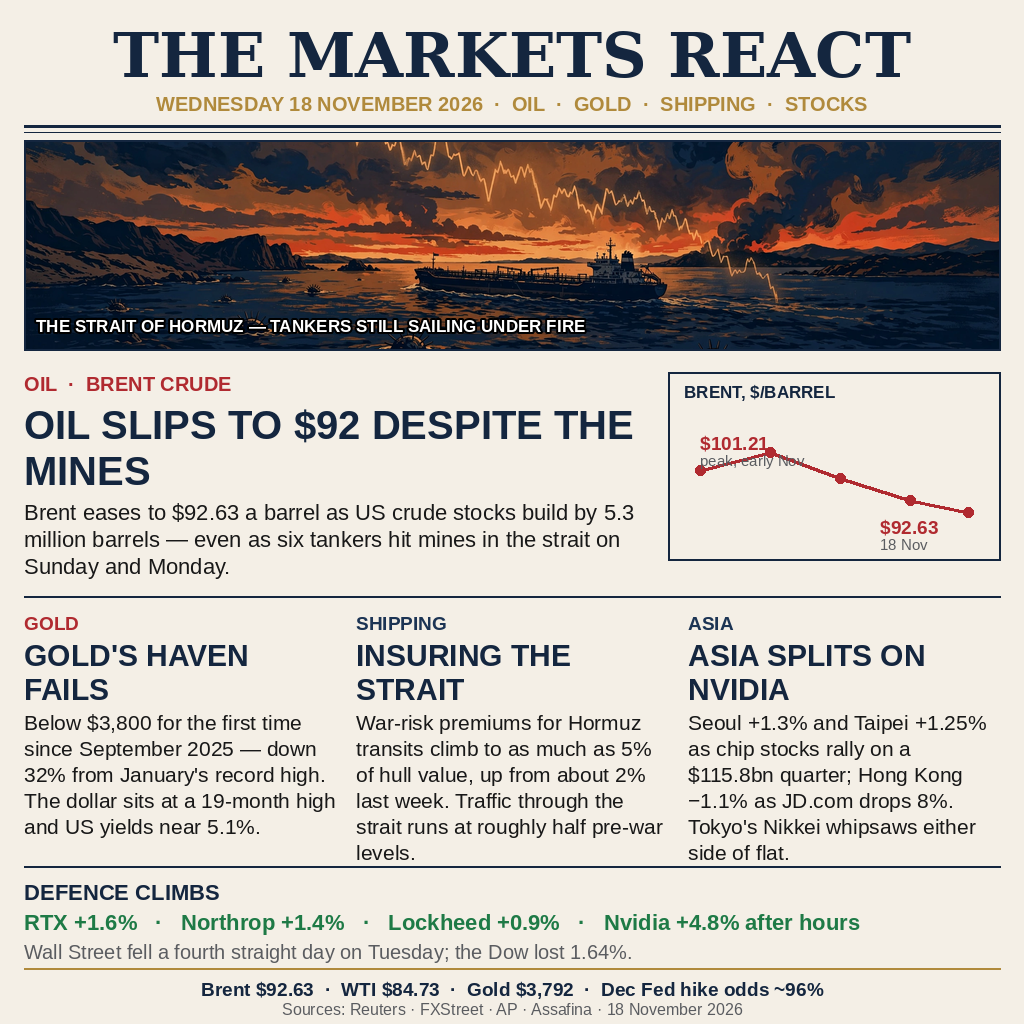 THE MARKETS REACT
WEDNESDAY 18 NOVEMBER 2026 · OIL · GOLD · SHIPPING · STOCKS
THE STRAIT OF HORMUZ — TANKERS STILL SAILING UNDER FIRE
OIL · BRENT CRUDE
OIL SLIPS TO $92 DESPITE THE
MINES
Brent eases to $92.63 a barrel as US crude stocks build by 5.3
million barrels — even as six tankers hit mines in the strait on
Sunday and Monday.
BRENT, $/BARREL
$101.21
peak, early Nov
$92.63
18 Nov
GOLD
GOLD'S HAVEN
FAILS
Below $3,800 for the first time
since September 2025 — down
32% from January's record high.
The dollar sits at a 19-month high
and US yields near 5.1%.
SHIPPING
INSURING THE
STRAIT
War-risk premiums for Hormuz
transits climb to as much as 5%
of hull value, up from about 2%
last week. Traffic through the
strait runs at roughly half pre-war
levels.
ASIA
ASIA SPLITS ON
NVIDIA
Seoul +1.3% and Taipei +1.25%
as chip stocks rally on a
$115.8bn quarter; Hong Kong
−1.1% as JD.com drops 8%.
Tokyo's Nikkei whipsaws either
side of flat.
DEFENCE CLIMBS
RTX +1.6% · Northrop +1.4% · Lockheed +0.9% · Nvidia +4.8% after hours
Wall Street fell a fourth straight day on Tuesday; the Dow lost 1.64%.
Brent $92.63 · WTI $84.73 · Gold $3,792 · Dec Fed hike odds ~96%
Sources: Reuters · FXStreet · AP · Assafina · 18 November 2026